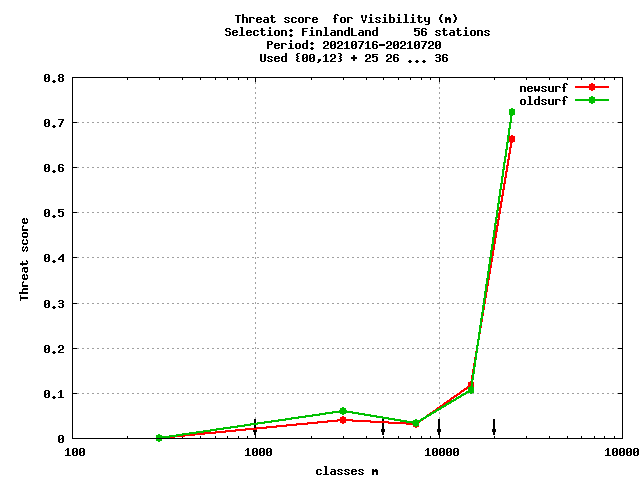 Threat score  for Visibility (m)
Selection: FinlandLand     56 stations
Period: 20210716-20210720
Used {00,12} + 25 26 ... 36
newsurf
oldsurf
0.8
0.7
0.6
0.5
0.4
0.3
0.2
0.1
0
Threat score
100
1000
10000
10000
classes m